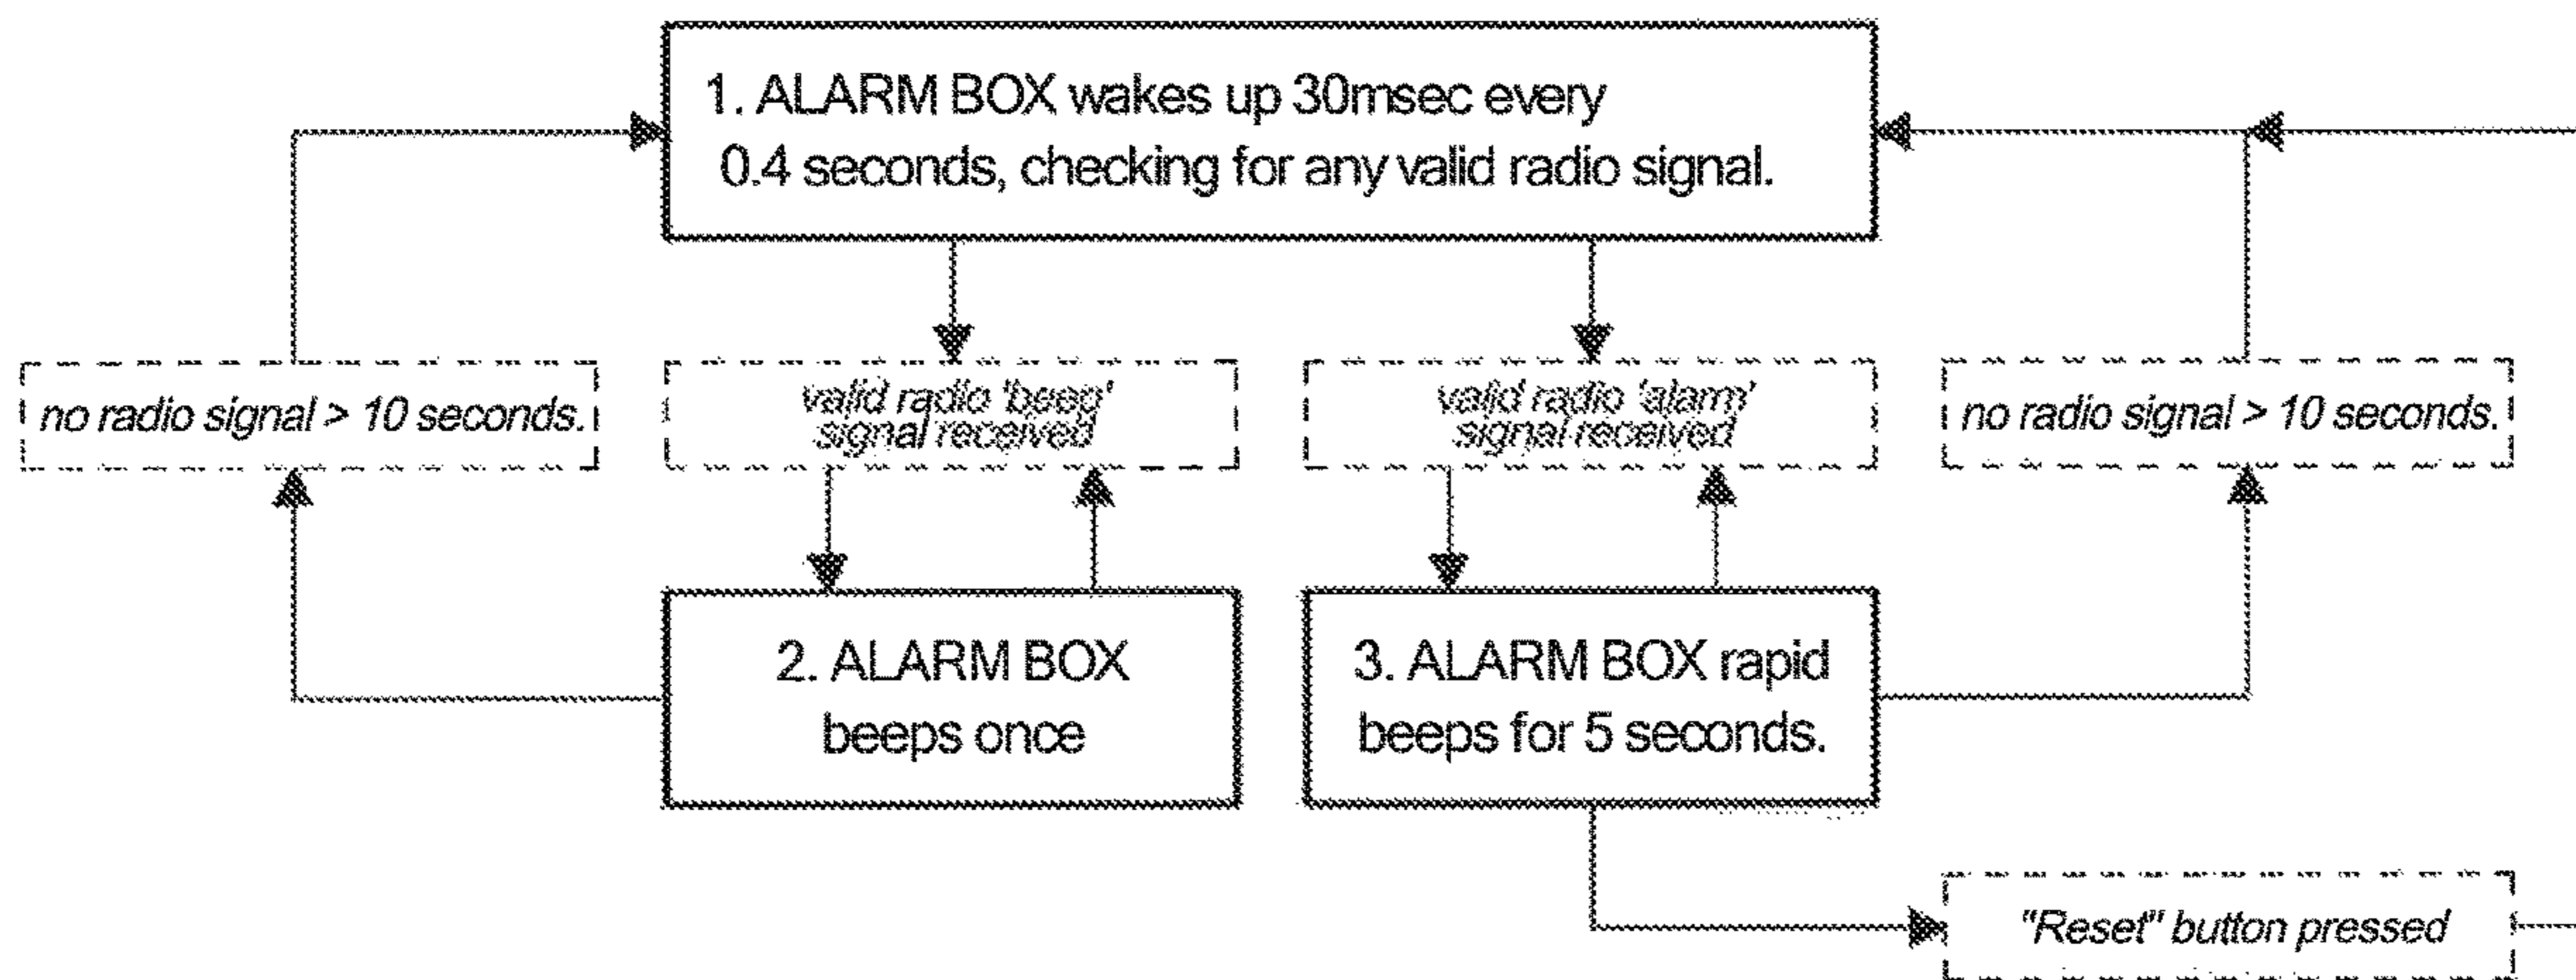 1. ALARM BOX wakes up 30msec every
0.4 seconds, checking for any valid radio signal.
no radio signal > 10 seconds.
valid radio 'beep'
signal received
valid radio 'alarm'
signal received
no radio signal > 10 seconds.
2. ALARM BOX
beeps once
3. ALARM BOX rapid
beeps for 5 seconds.
"Reset" button pressed